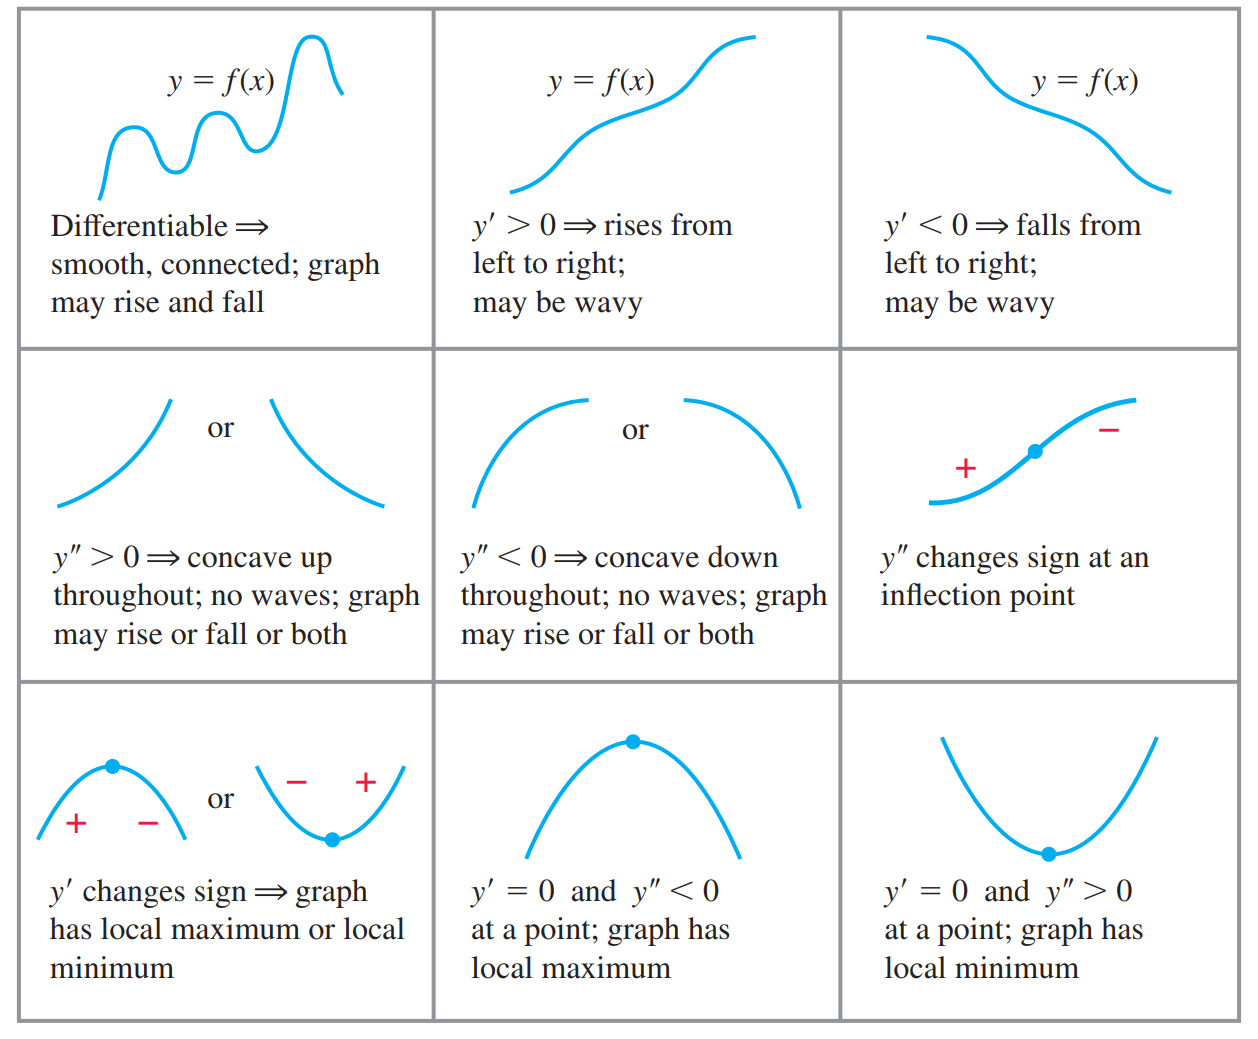 y = f(x)
Differentiable ⇒
smooth, connected; graph
may rise and fall
y = f(x)
y′ > 0 ⇒ rises from
left to right;
may be wavy
y = f(x)
y′ < 0 ⇒ falls from
left to right;
may be wavy
or
y″ > 0 ⇒ concave up
throughout; no waves; graph
may rise or fall or both
or
y″ < 0 ⇒ concave down
throughout; no waves; graph
may rise or fall or both
+ −
y″ changes sign at an
inflection point
+ − or − +
y′ changes sign ⇒ graph
has local maximum or local
minimum
y′ = 0 and y″ < 0
at a point; graph has
local maximum
y′ = 0 and y″ > 0
at a point; graph has
local minimum